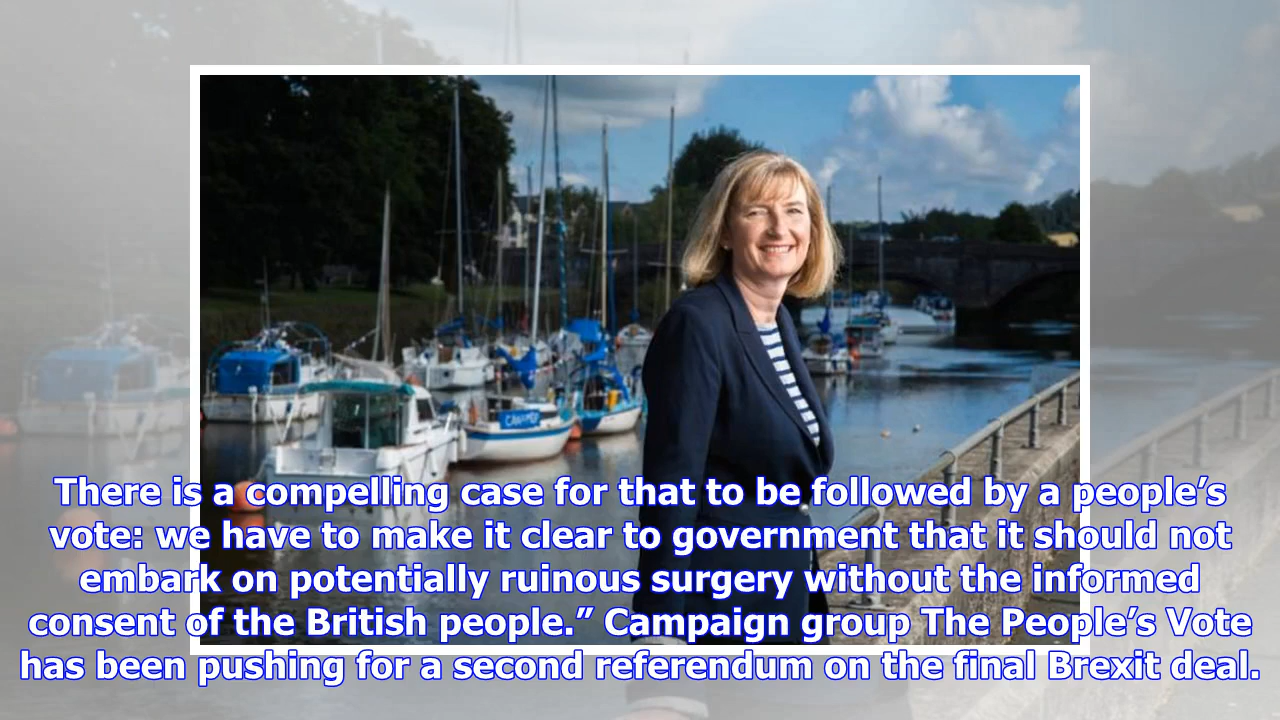 There is a compelling case for that to be followed by a people’s
vote: we have to make it clear to government that it should not
embark on potentially ruinous surgery without the informed
consent of the British people.” Campaign group The People’s Vote
has been pushing for a second referendum on the final Brexit deal.